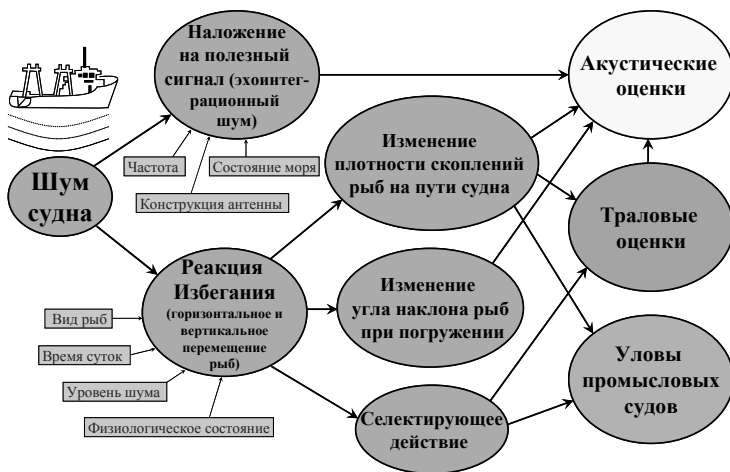 Наложение
на полезный
сигнал (эхоинтег-
рационный
шум)
Акустические
оценки
Частота
Состояние моря
Конструкция антенны
Изменение
плотности скоплений
рыб на пути судна
Шум
судна
Траловые
оценки
Реакция
Избегания
(горизонтальное и
вертикальное
перемещение
рыб)
Изменение
угла наклона рыб
при погружении
Вид рыб
Время суток
Уровень шума
Физиологическое состояние
Селектирующее
действие
Уловы
промысловых
судов